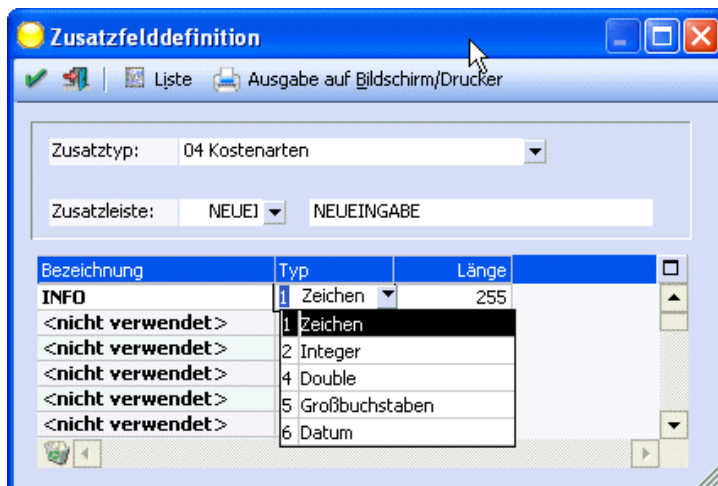 Zusatzfelddefinition
Liste Ausgabe auf Bildschirm/Drucker
Zusatztyp: 04 Kostenarten
Zusatzleiste: NEUEI NEUEINGABE
Bezeichnung Typ Länge
INFO 1 Zeichen 255
<nicht verwendet> 1 Zeichen
<nicht verwendet> 2 Integer
<nicht verwendet> 4 Double
<nicht verwendet> 5 Großbuchstaben
<nicht verwendet> 6 Datum